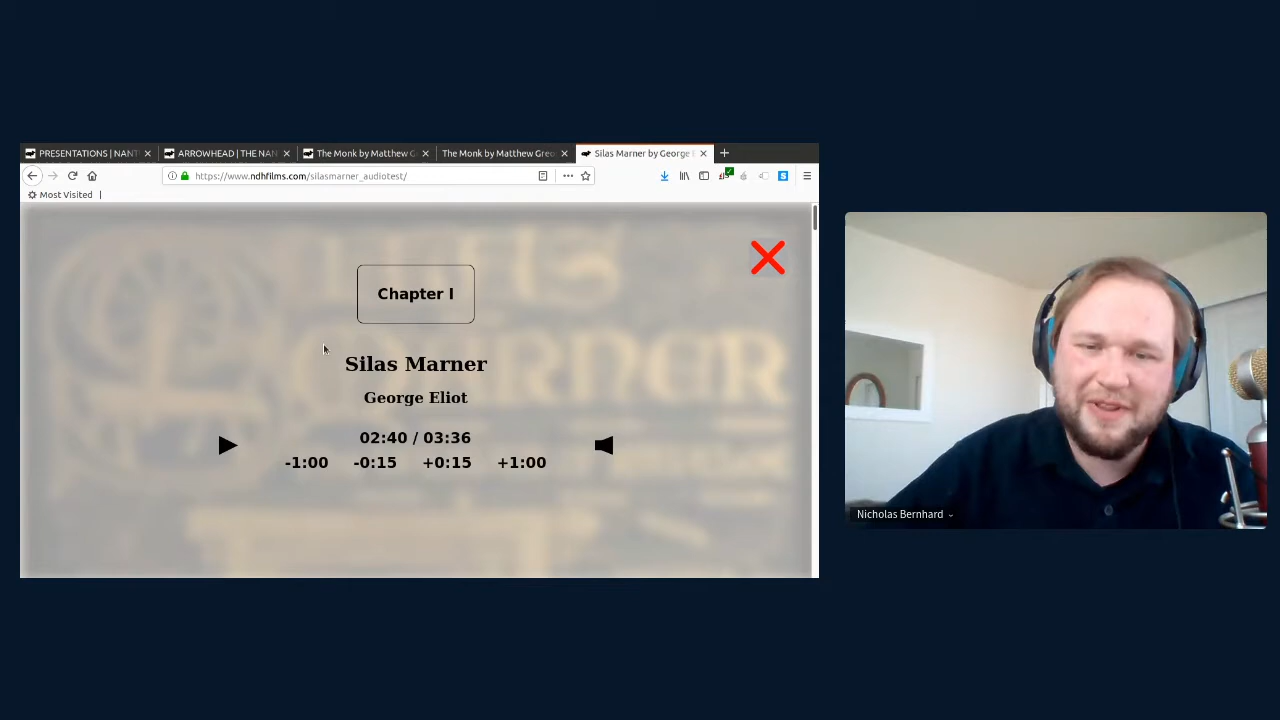 PRESENTATIONS | NANT
ARROWHEAD | THE NAN
The Monk by Matthew G
The Monk by Matthew Greo
Silas Marner by George E
https://www.ndhfilms.com/silasmarner_audiotest/
Most Visited
Chapter I
Silas Marner
George Eliot
02:40 / 03:36
-1:00 -0:15 +0:15 +1:00
Nicholas Bernhard